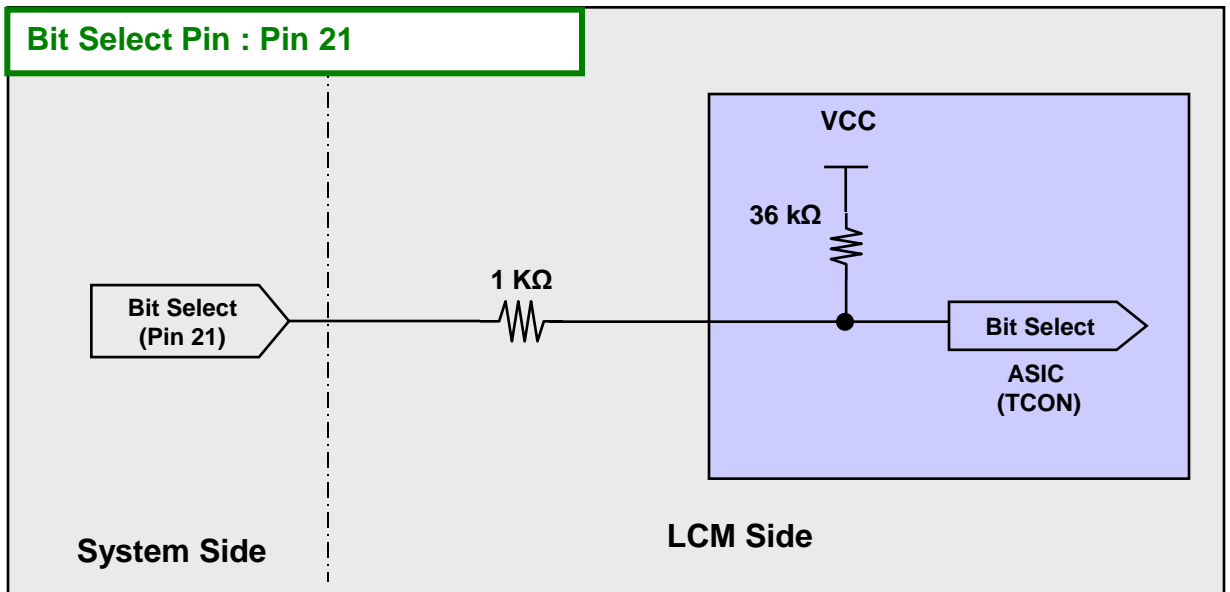 Bit Select Pin : Pin 21
VCC
36 kΩ
1 KΩ
Bit Select
(Pin 21)
Bit Select
ASIC
(TCON)
System Side
LCM Side